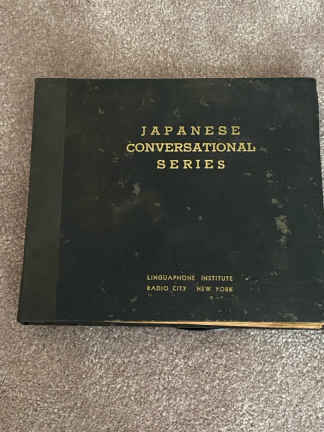 JAPANESE
CONVERSATIONAL
SERIES
LINGUAPHONE INSTITUTE
RADIO CITY NEW YORK